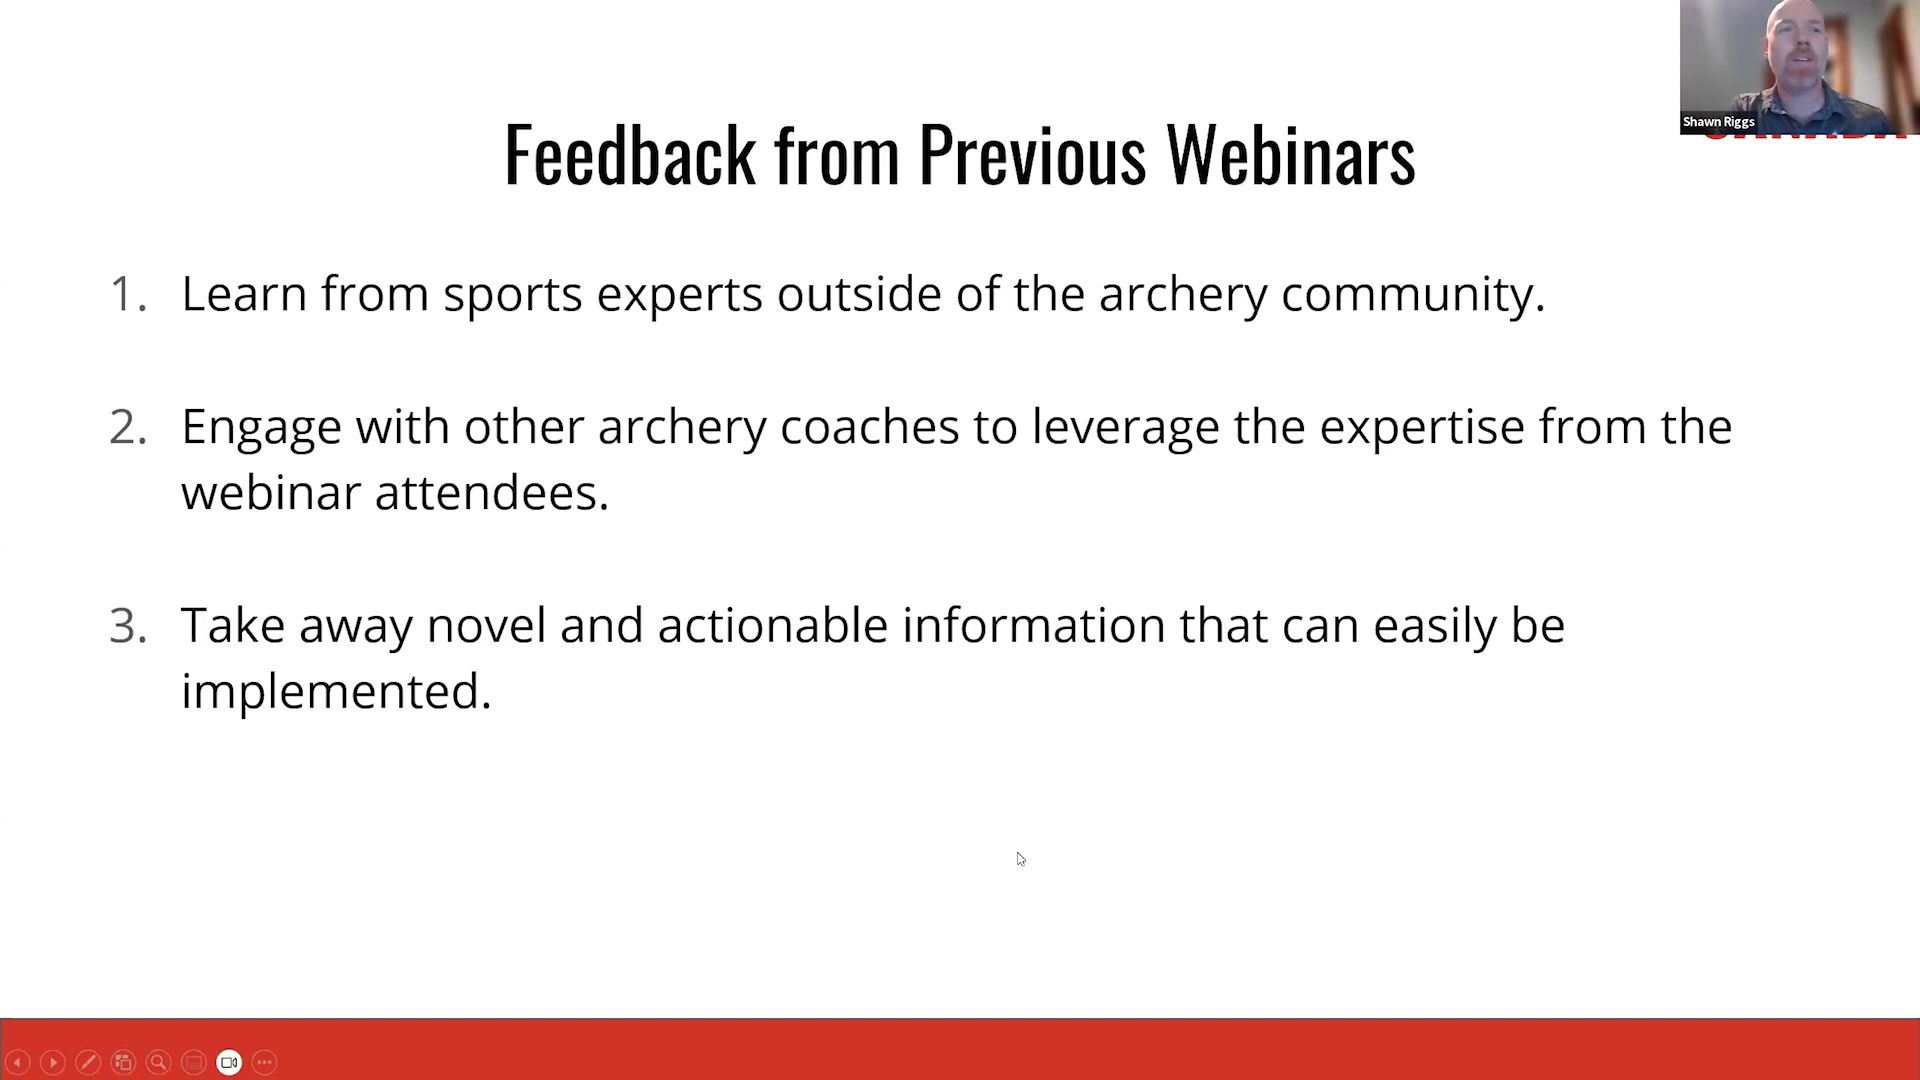 Shawn Riggs
Feedback from Previous Webinars
1. Learn from sports experts outside of the archery community.
2. Engage with other archery coaches to leverage the expertise from the
webinar attendees.
3. Take away novel and actionable information that can easily be
implemented.